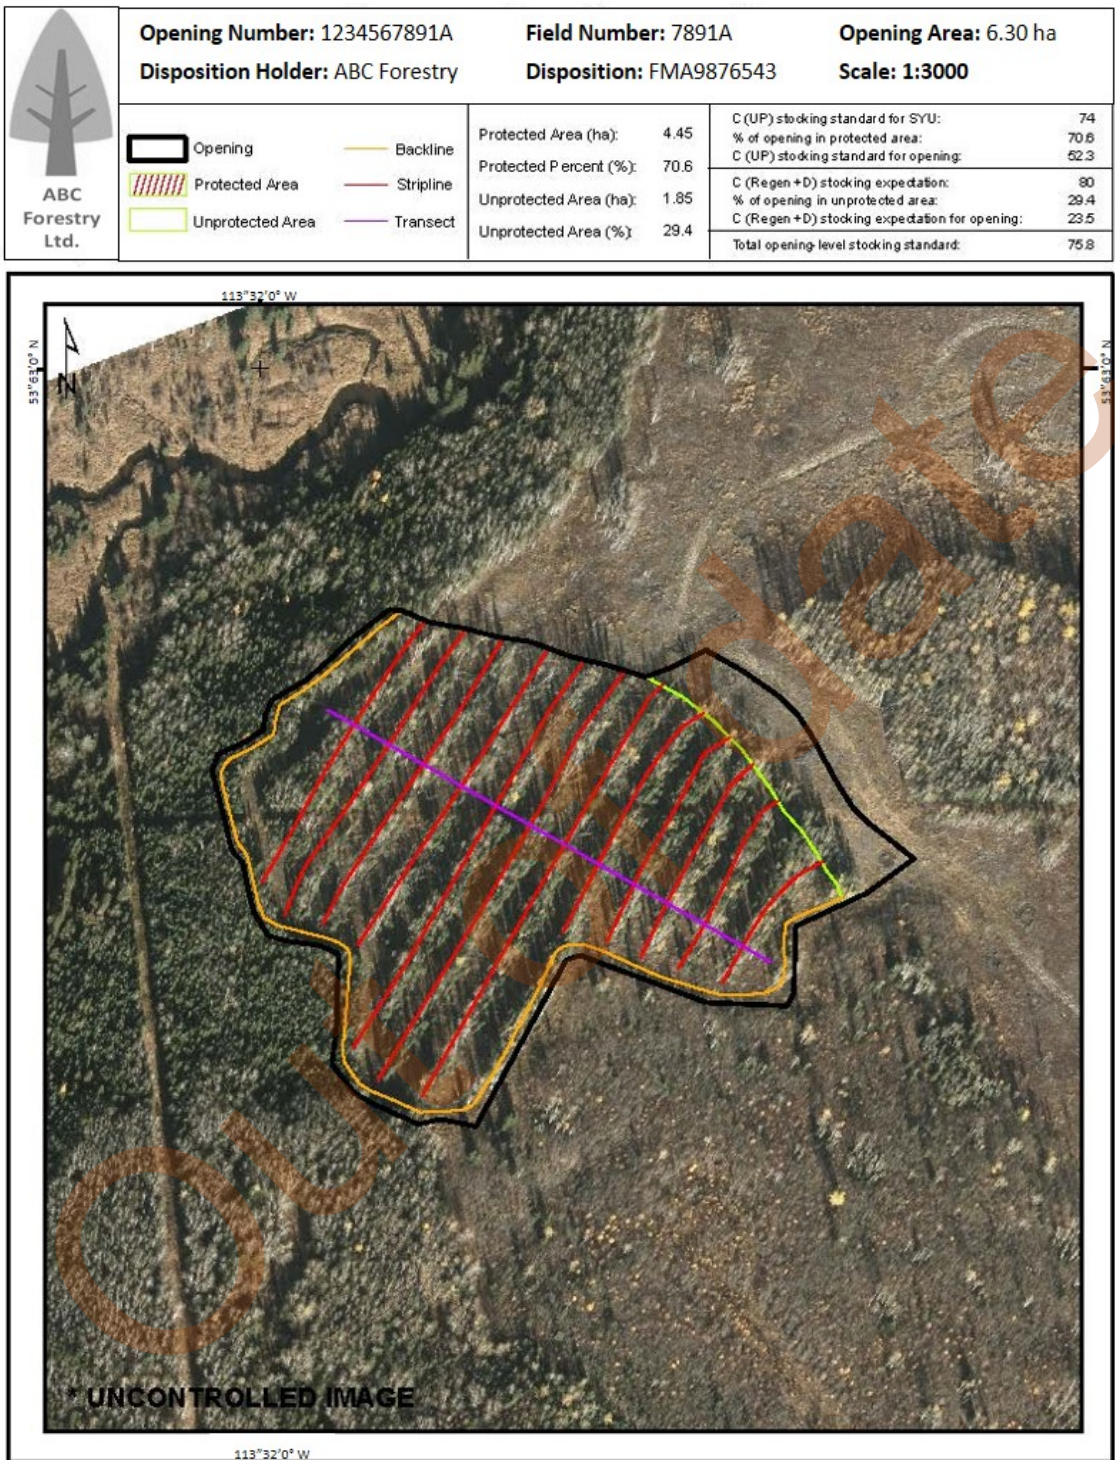 Opening Number: 1234567891A
Field Number: 7891A
Opening Area: 6.30 ha
Disposition Holder: ABC Forestry
Disposition: FMA9876543
Scale: 1:3000
ABC
Forestry
Ltd.
Opening
Protected Area
Unprotected Area
Backline
Stripline
Transect
Protected Area (ha): 4.45
Protected Percent (%): 70.6
Unprotected Area (ha): 1.85
Unprotected Area (%): 29.4
C (UP) stocking standard for SYU: 74
% of opening in protected area: 70.6
C (UP) stocking standard for opening: 52.3
C (Regen +D) stocking expectation: 80
% of opening in unprotected area: 29.4
C (Regen +D) stocking expectation for opening: 23.5
Total opening-level stocking standard: 75.8
113°32'0" W
53°63'0" N
53°63'0" N
N
Outdated
* UNCONTROLLED IMAGE
113°32'0" W